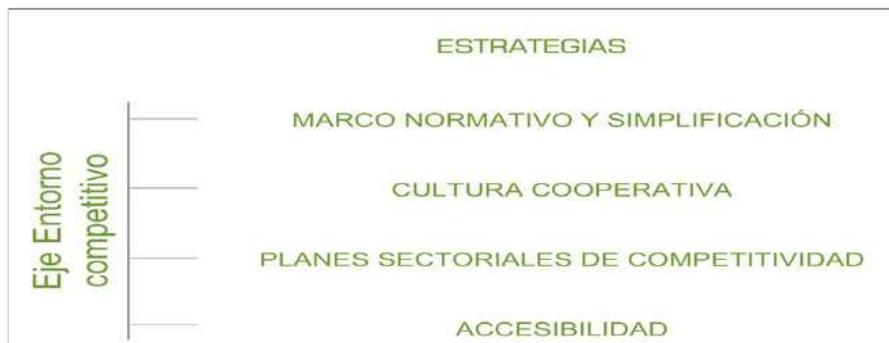 ESTRATEGIAS
Eje Entorno
competitivo
MARCO NORMATIVO Y SIMPLIFICACIÓN
CULTURA COOPERATIVA
PLANES SECTORIALES DE COMPETITIVIDAD
ACCESIBILIDAD